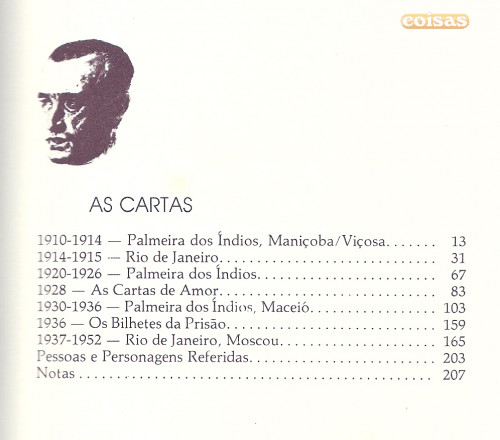 coisas
AS CARTAS
1910-1914 — Palmeira dos Índios, Maniçoba/Viçosa....... 13
1914-1915 — Rio de Janeiro.............................. 31
1920-1926 — Palmeira dos Índios......................... 67
1928 — As Cartas de Amor................................ 83
1930-1936 — Palmeira dos Índios, Maceió................. 103
1936 — Os Bilhetes da Prisão............................ 159
1937-1952 — Rio de Janeiro, Moscou...................... 165
Pessoas e Personagens Referidas......................... 203
Notas .................................................. 207